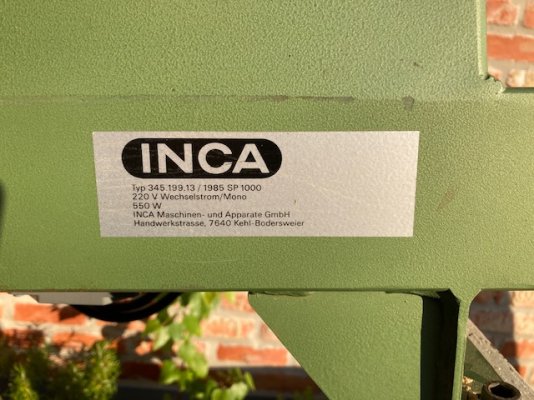 INCA
Typ 345.199.13 / 1985 SP 1000
220 V Wechselstrom/Mono
550 W
INCA Maschinen- und Apparate GmbH
Handwerkstrasse, 7640 Kehl-Bodersweier